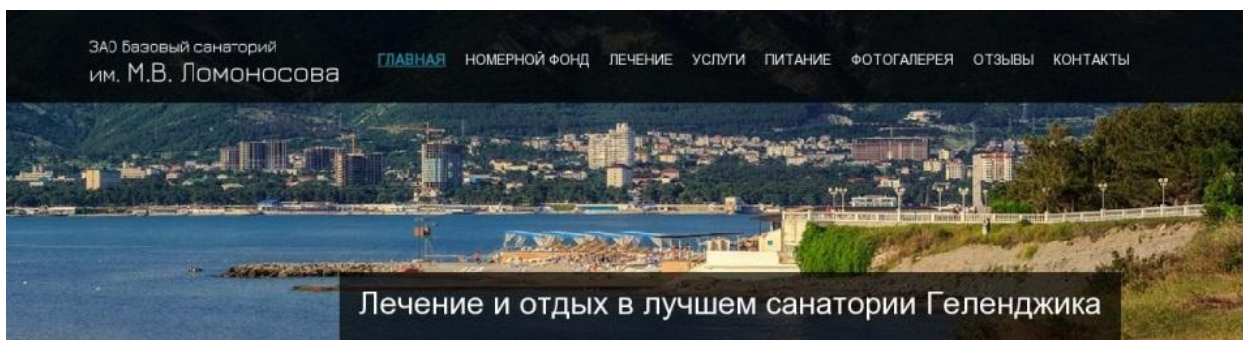 ЗАО Базовый санаторий
им. М.В. Ломоносова
ГЛАВНАЯ НОМЕРНОЙ ФОНД ЛЕЧЕНИЕ УСЛУГИ ПИТАНИЕ ФОТОГАЛЕРЕЯ ОТЗЫВЫ КОНТАКТЫ
Лечение и отдых в лучшем санатории Геленджика